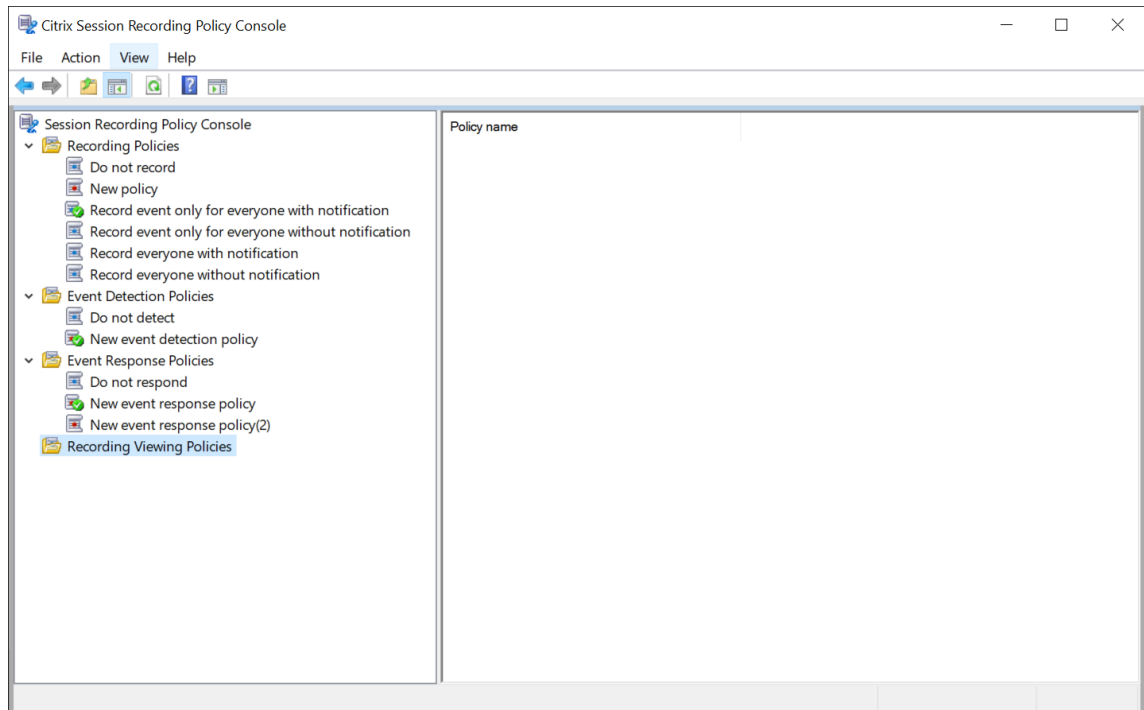 Citrix Session Recording Policy Console
File Action View Help
Session Recording Policy Console
Policy name
Recording Policies
Do not record
New policy
Record event only for everyone with notification
Record event only for everyone without notification
Record everyone with notification
Record everyone without notification
Event Detection Policies
Do not detect
New event detection policy
Event Response Policies
Do not respond
New event response policy
New event response policy(2)
Recording Viewing Policies